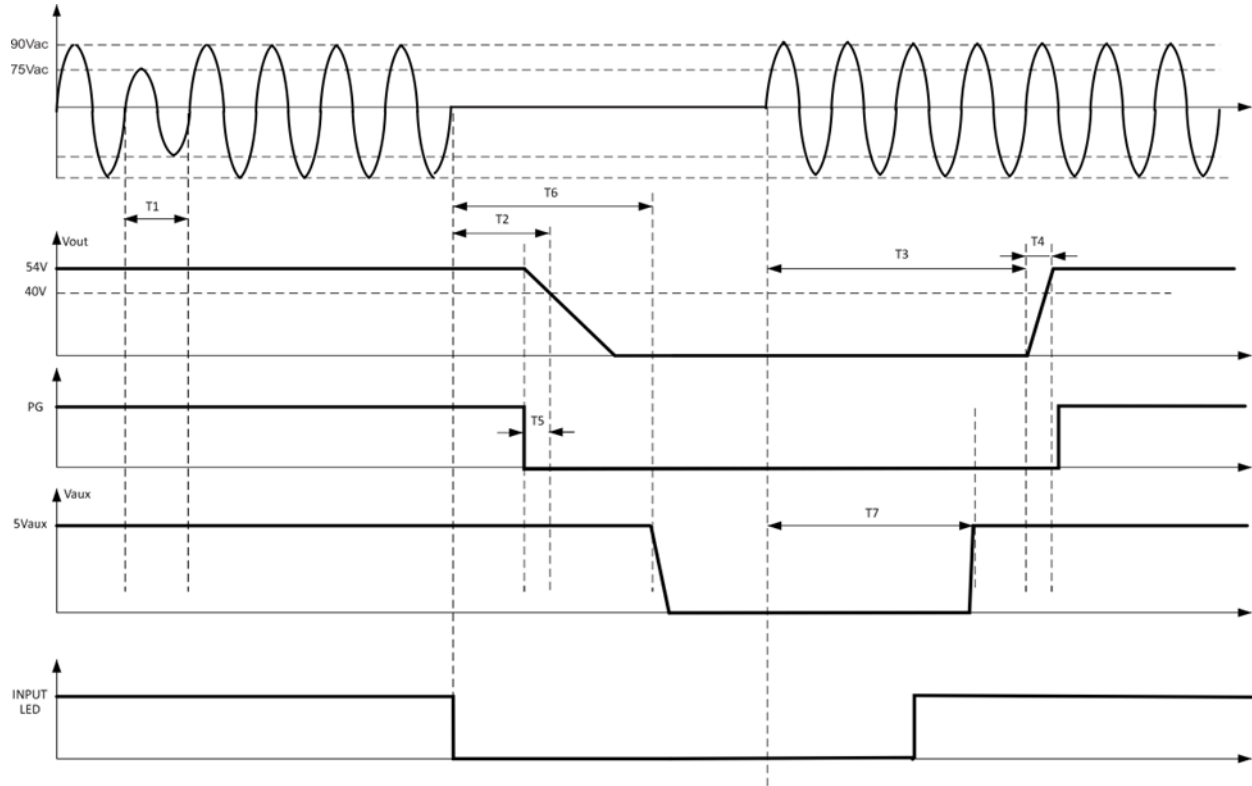 90Vac
75Vac
T1
T6
T2
Vout
54V
40V
T3
T4
PG
T5
Vaux
5Vaux
T7
INPUT
LED